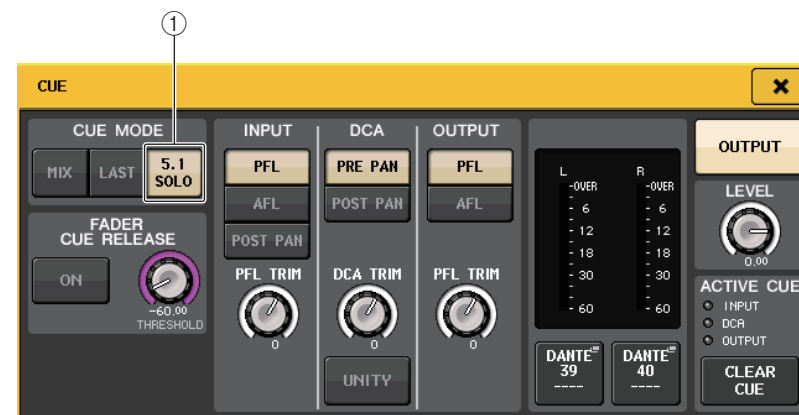 1
CUE
CUE MODE
MIX
LAST
5.1
SOLO
FADER
CUE RELEASE
ON
-60.00
THRESHOLD
INPUT
PFL
AFL
POST PAN
PFL TRIM
0
DCA
PRE PAN
POST PAN
DCA TRIM
0
UNITY
OUTPUT
PFL
AFL
PFL TRIM
0
L
-OVER
- 6
- 12
- 18
- 30
- 60
R
-OVER
- 6
- 12
- 18
- 30
- 60
DANTE
39
----
DANTE
40
----
OUTPUT
LEVEL
0.00
ACTIVE CUE
INPUT
DCA
OUTPUT
CLEAR
CUE